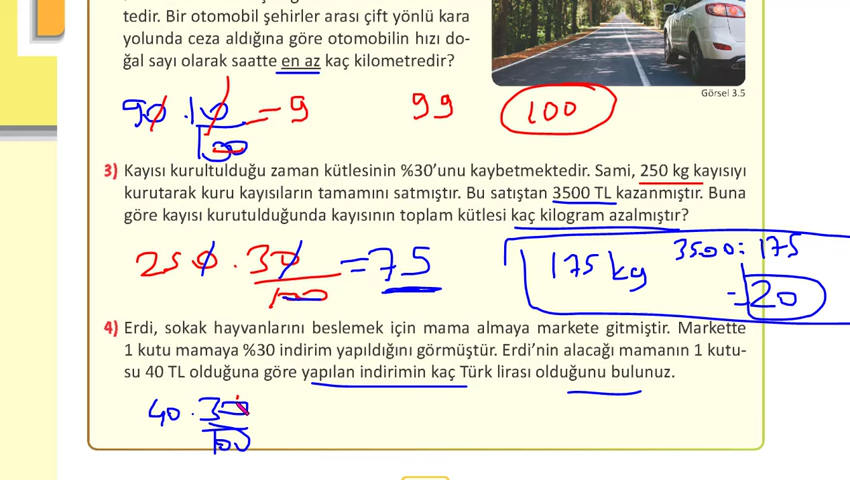 tedir. Bir otomobil şehirler arası çift yönlü kara
yolunda ceza aldığına göre otomobilin hızı do-
ğal sayı olarak saatte en az kaç kilometredir?
Görsel 3.5
90 . 10/100 = 9
99
100
3) Kayısı kurultulduğu zaman kütlesinin %30'unu kaybetmektedir. Sami, 250 kg kayısıyı
kurutarak kuru kayısıların tamamını satmıştır. Bu satıştan 3500 TL kazanmıştır. Buna
göre kayısı kurutulduğunda kayısının toplam kütlesi kaç kilogram azalmıştır?
250 . 30/100 = 75
175 kg
3500 : 175
= 20
4) Erdi, sokak hayvanlarını beslemek için mama almaya markete gitmiştir. Markette
1 kutu mamaya %30 indirim yapıldığını görmüştür. Erdi'nin alacağı mamanın 1 kutu-
su 40 TL olduğuna göre yapılan indirimin kaç Türk lirası olduğunu bulunuz.
40 . 30/100